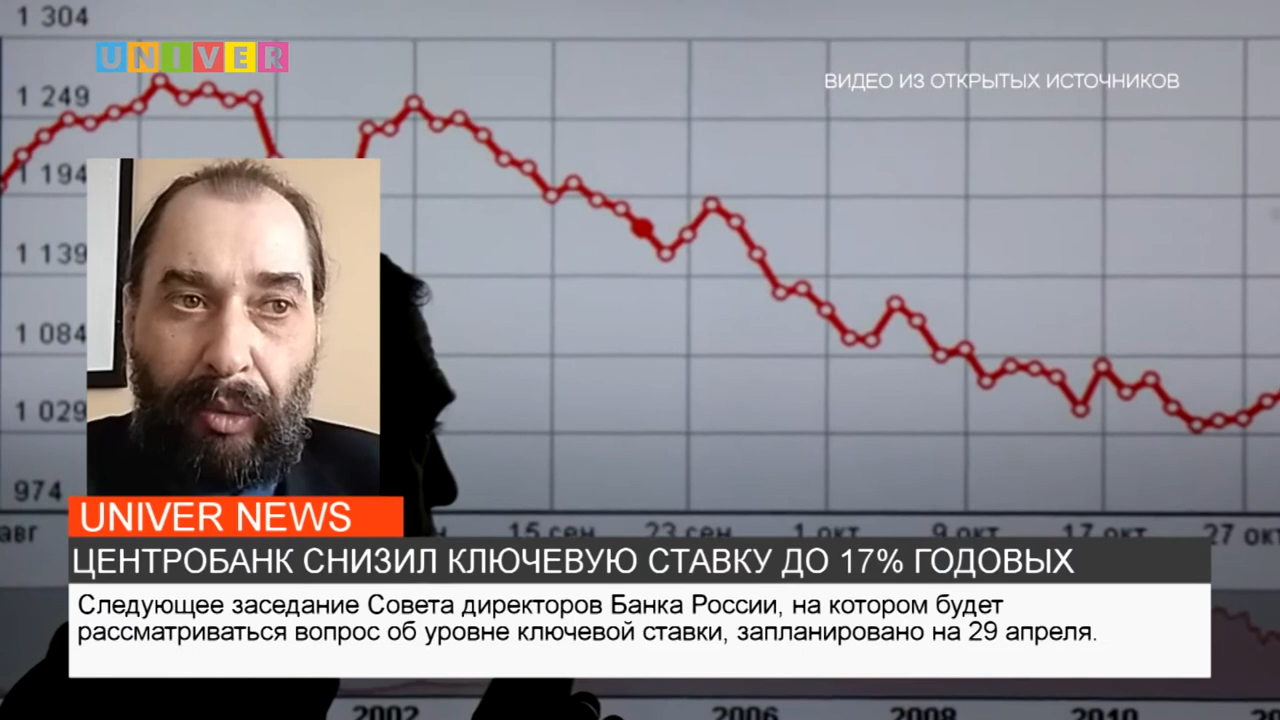 1 304
UNIVER
ВИДЕО ИЗ ОТКРЫТЫХ ИСТОЧНИКОВ
1 249
1 194
1 139
1 084
1 029
974
авг
15 сен
23 сен
1 окт
9 окт
17 окт
27 окт
UNIVER NEWS
ЦЕНТРОБАНК СНИЗИЛ КЛЮЧЕВУЮ СТАВКУ ДО 17% ГОДОВЫХ
Следующее заседание Совета директоров Банка России, на котором будет
рассматриваться вопрос об уровне ключевой ставки, запланировано на 29 апреля.
2002
2006
2008
2010